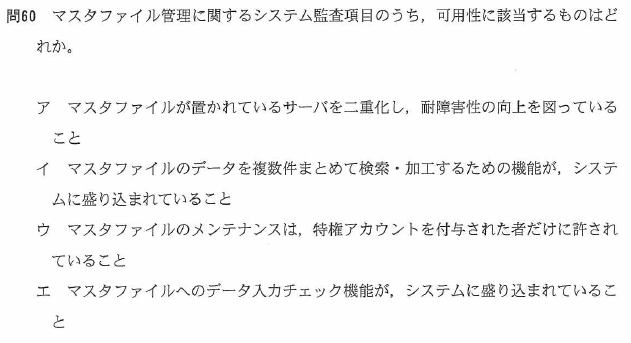 問60 マスタファイル管理に関するシステム監査項目のうち，可用性に該当するものはど
れか。
ア マスタファイルが置かれているサーバを二重化し，耐障害性の向上を図っている
こと
イ マスタファイルのデータを複数件まとめて検索・加工するための機能が，システ
ムに盛り込まれていること
ウ マスタファイルのメンテナンスは，特権アカウントを付与された者だけに許され
ていること
エ マスタファイルへのデータ入力チェック機能が，システムに盛り込まれているこ
と